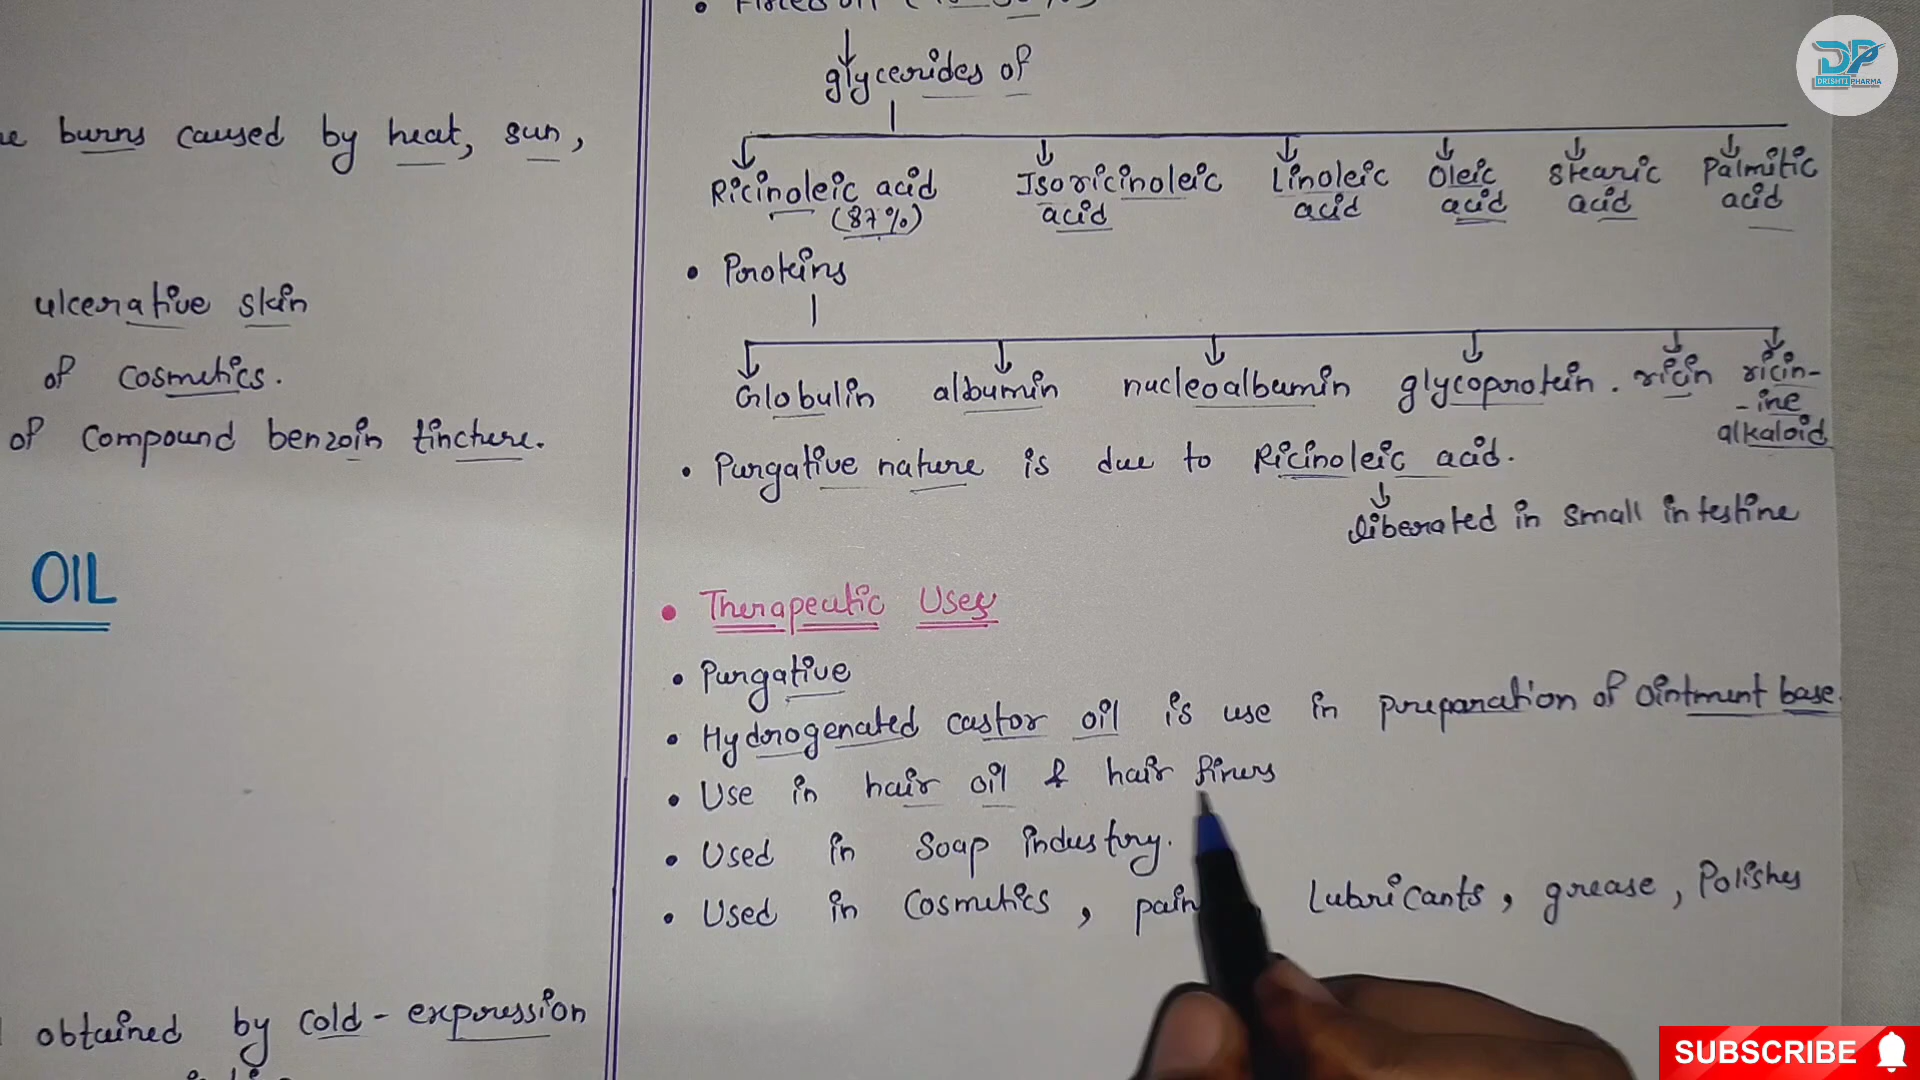 burns caused by heat, sun,
ulcerative skin
of cosmetics.
of compound benzoin tincture.
OIL
obtained by cold-expression
glycerides of
Ricinoleic acid (87%)
Isoricinoleic acid
Linoleic acid
Oleic acid
Stearic acid
Palmitic acid
• Proteins
Globulin albumin nucleoalbumin glycoprotein. ricin ricin-
-ine
alkaloid
• Purgative nature is due to Ricinoleic acid.
liberated in small intestine
• Therapeutic Uses
• Purgative
• Hydrogenated castor oil is use in preparation of ointment base.
• Use in hair oil & hair
• Used in Soap industry.
• Used in Cosmetics, Lubricants, grease, Polishes
DP
DRISHTI PHARMA
SUBSCRIBE